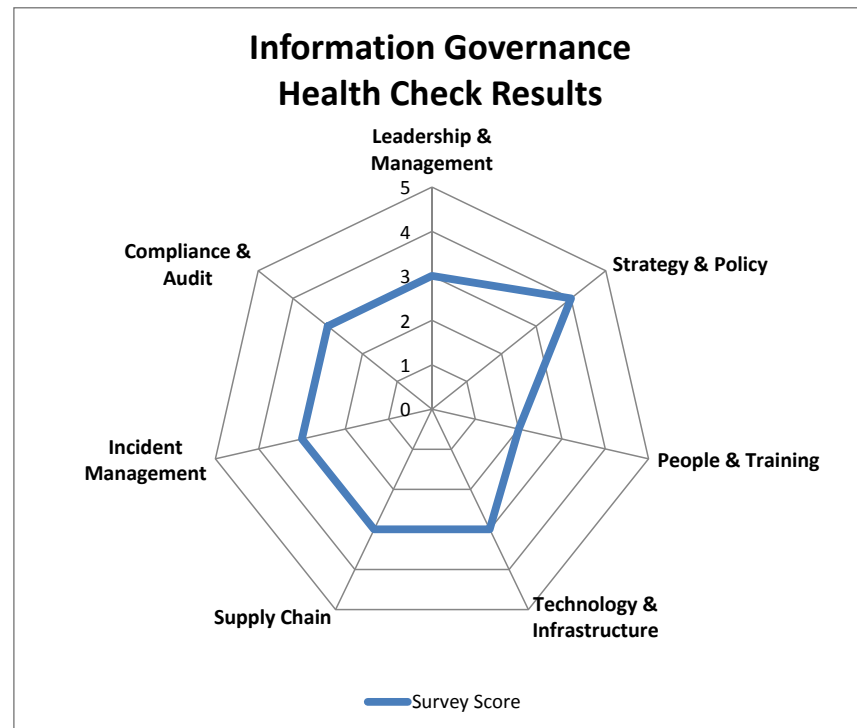 Information Governance
Health Check Results
Leadership &
Management
5
4
3
2
1
0
Strategy & Policy
People & Training
Technology &
Infrastructure
Supply Chain
Incident
Management
Compliance &
Audit
Survey Score